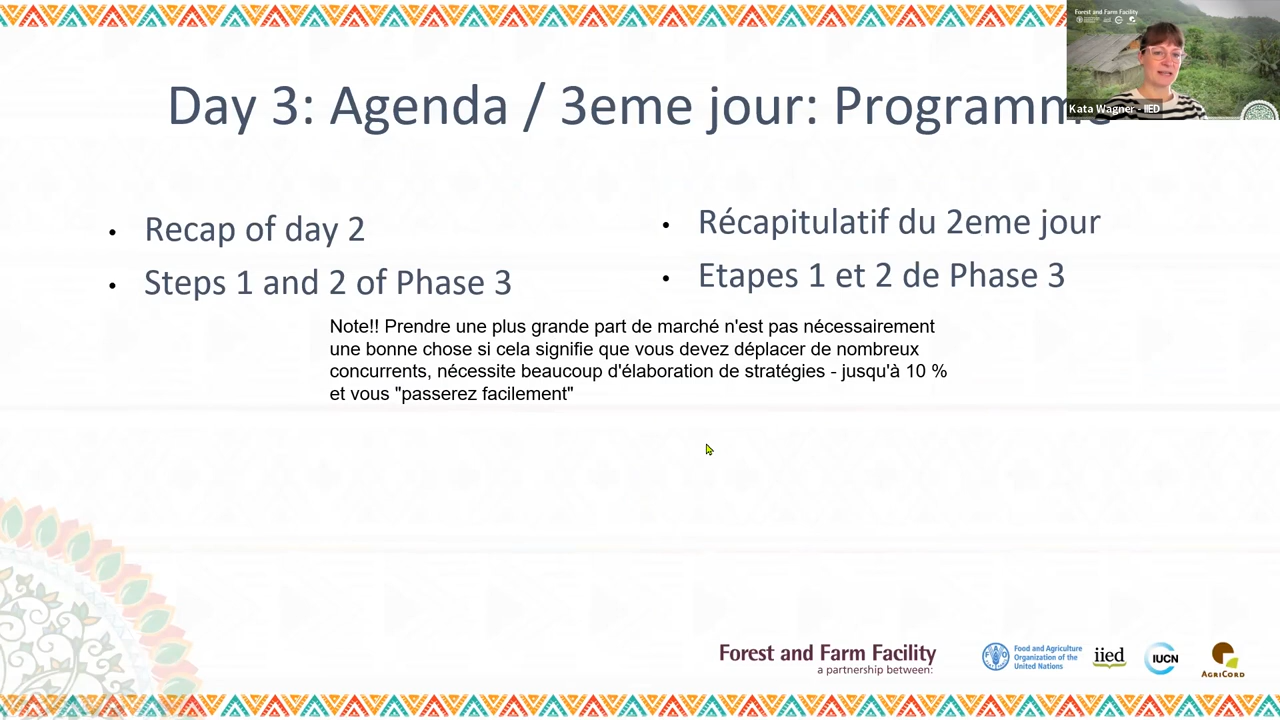 Day 3: Agenda / 3eme jour: Programme
Forest and Farm Facility
Kata Wagner - IIED
Recap of day 2
Steps 1 and 2 of Phase 3
Récapitulatif du 2eme jour
Etapes 1 et 2 de Phase 3
Note!! Prendre une plus grande part de marché n'est pas nécessairement
une bonne chose si cela signifie que vous devez déplacer de nombreux
concurrents, nécessite beaucoup d'élaboration de stratégies - jusqu'à 10 %
et vous "passerez facilement"
Forest and Farm Facility
a partnership between:
Food and Agriculture
Organization of the
United Nations
iied
IUCN
AGRICORD